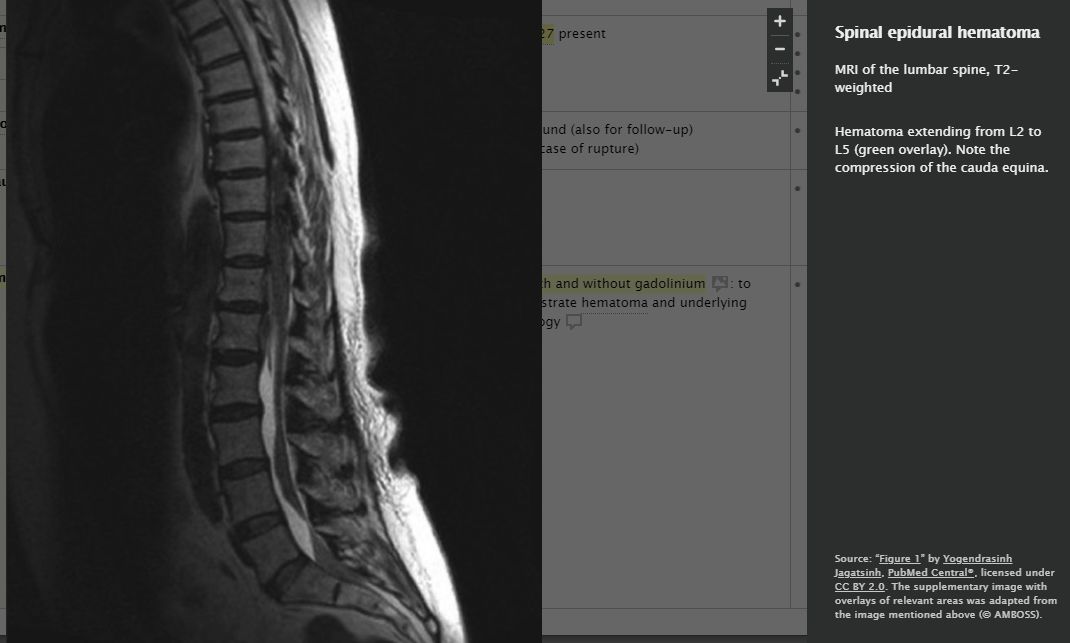 27 present
und (also for follow-up)
case of rupture)
th and without gadolinium : to
strate hematoma and underlying
ogy
Spinal epidural hematoma
MRI of the lumbar spine, T2-
weighted
Hematoma extending from L2 to
L5 (green overlay). Note the
compression of the cauda equina.
Source: “Figure 1” by Yogendrasinh
Jagatsinh, PubMed Central®, licensed under
CC BY 2.0. The supplementary image with
overlays of relevant areas was adapted from
the image mentioned above (© AMBOSS).